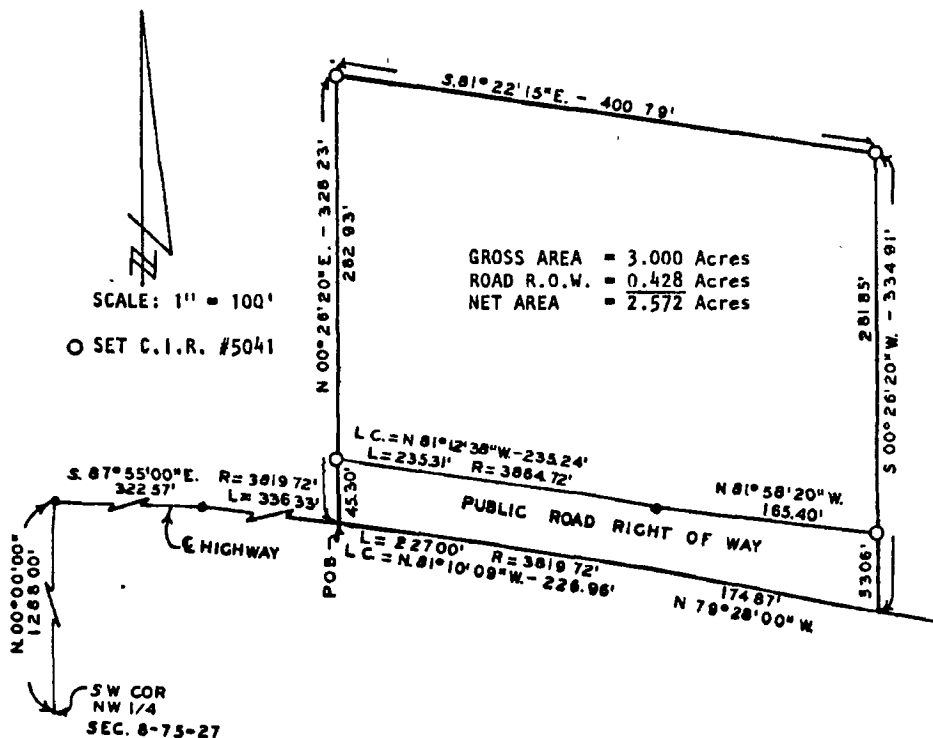 S. 81° 22' 15" E. - 400 79'
N 00° 26' 20" E. - 328 23'
282 93'
GROSS AREA = 3.000 Acres
ROAD R.O.W. = 0.428 Acres
NET AREA = 2.572 Acres
281 85'
S 00° 26' 20" W. - 334 91'
SCALE: 1" = 100'
O SET C.I.R. #5041
L C. = N 81° 12' 38" W. - 235.24'
L = 235.31' R = 3864.72'
S. 87° 55' 00" E.
322.57'
R = 3819 72'
L = 336 33'
45.30'
N 81° 58' 20" W.
165.40'
PUBLIC ROAD RIGHT OF WAY
℄ HIGHWAY
POB
L = 227 00' R = 3819 72'
L C. = N. 81° 10' 09" W. - 226.96'
174 87'
N 79° 28' 00" W.
53 06'
N. 00° 00' 00"
1288 00'
S W COR
NW 1/4
SEC. 8-75-27